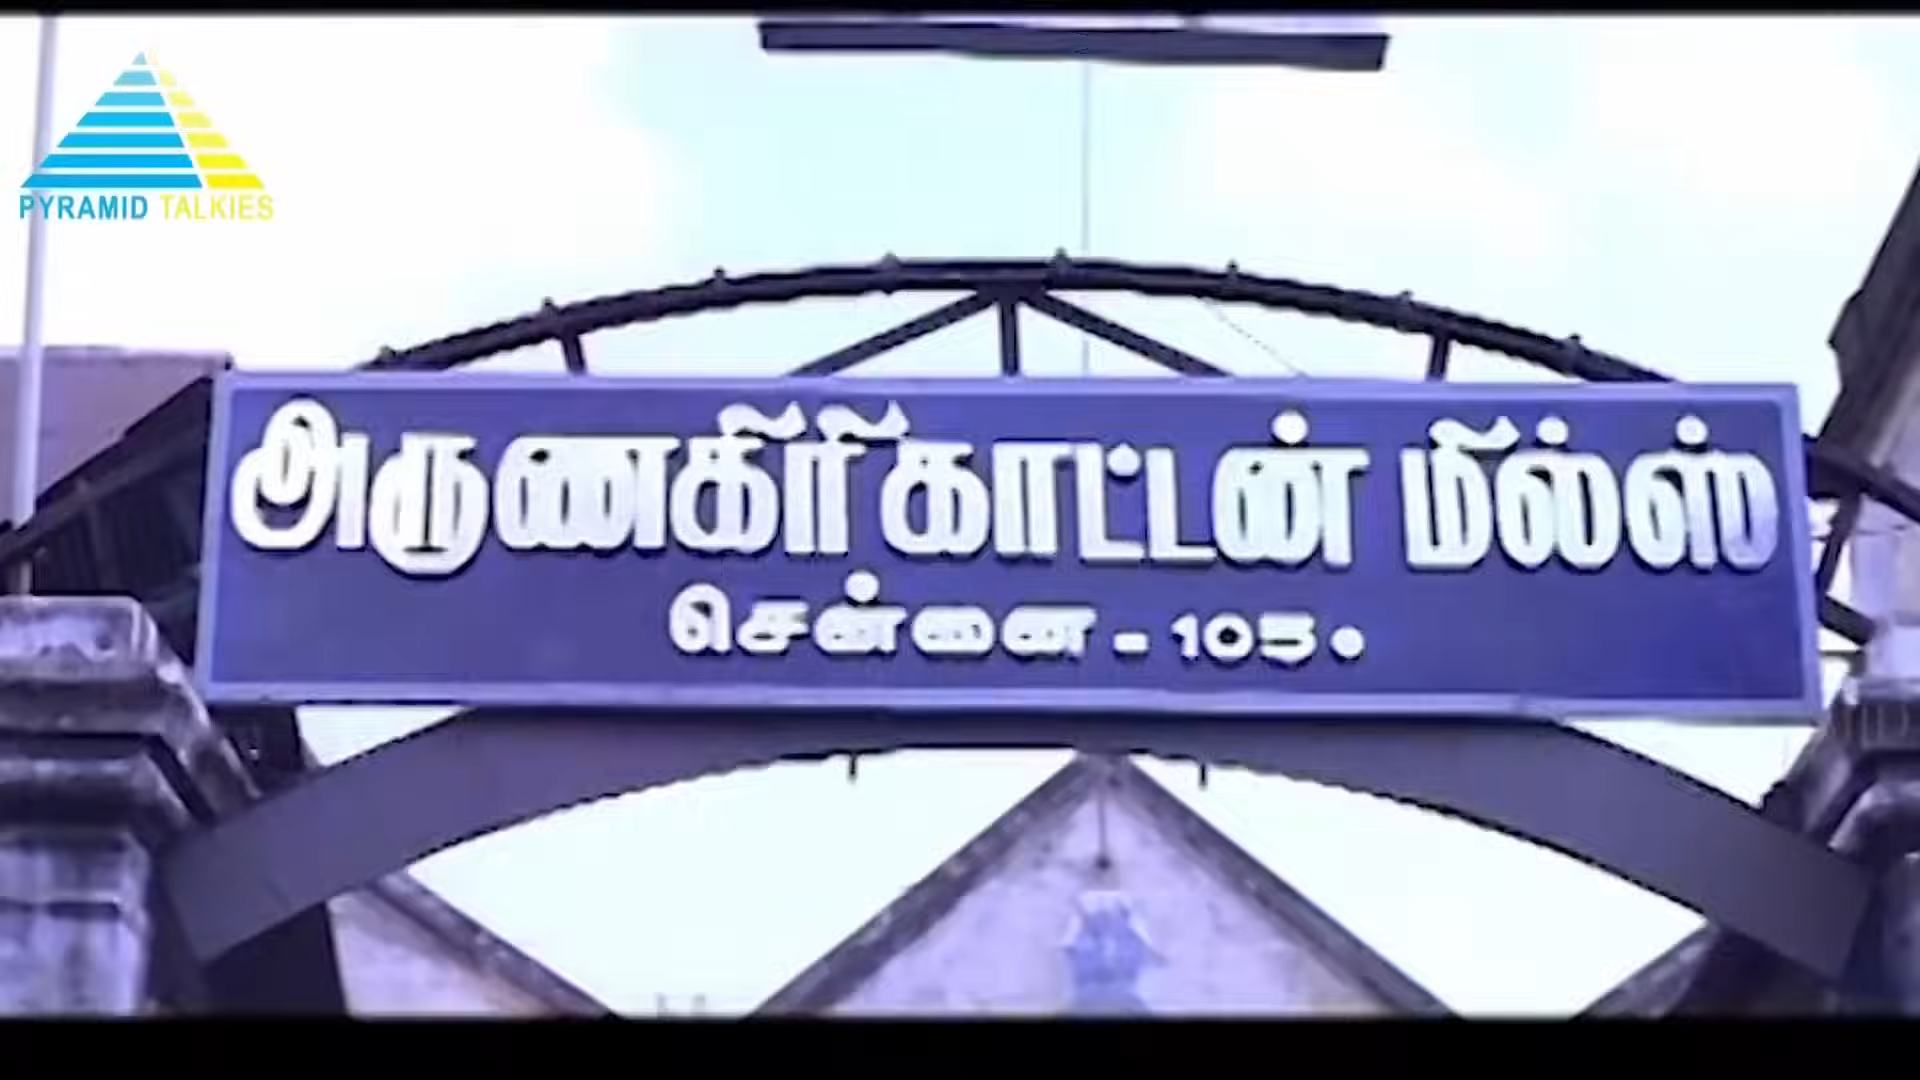 PYRAMID TALKIES
அருணகிரி காட்டன் மில்ஸ்
சென்னை - 105.